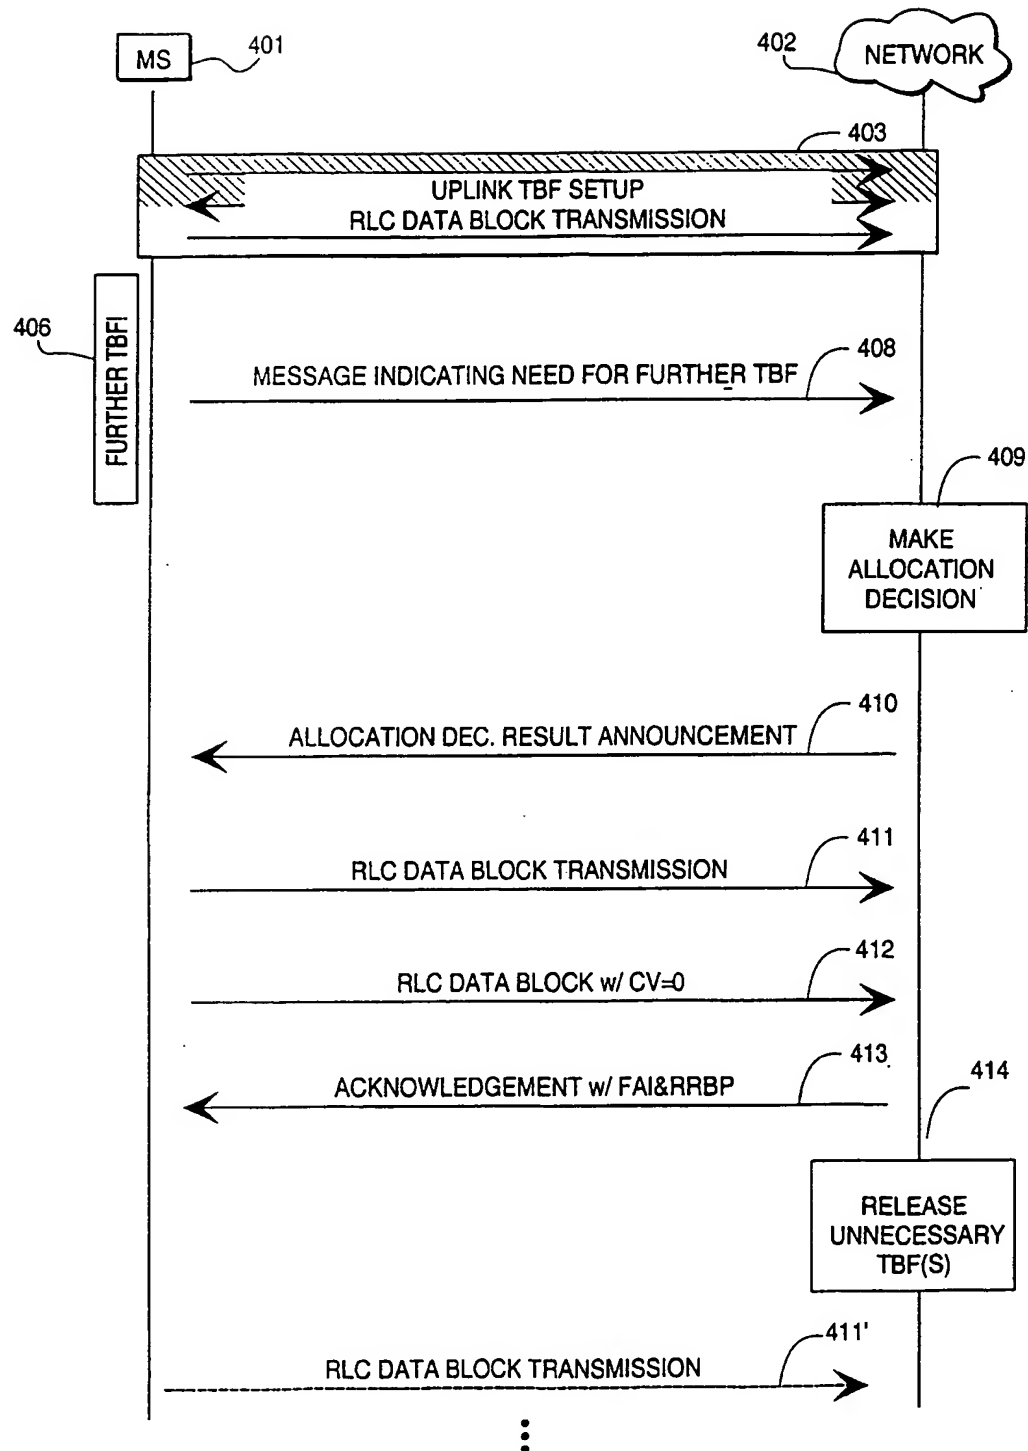 MS
401
402
NETWORK
403
UPLINK TBF SETUP
RLC DATA BLOCK TRANSMISSION
406
FURTHER TBF!
408
MESSAGE INDICATING NEED FOR FURTHER TBF
409
MAKE
ALLOCATION
DECISION
410
ALLOCATION DEC. RESULT ANNOUNCEMENT
411
RLC DATA BLOCK TRANSMISSION
412
RLC DATA BLOCK w/ CV=0
413
ACKNOWLEDGEMENT w/ FAI&RRBP
414
RELEASE
UNNECESSARY
TBF(S)
411'
RLC DATA BLOCK TRANSMISSION